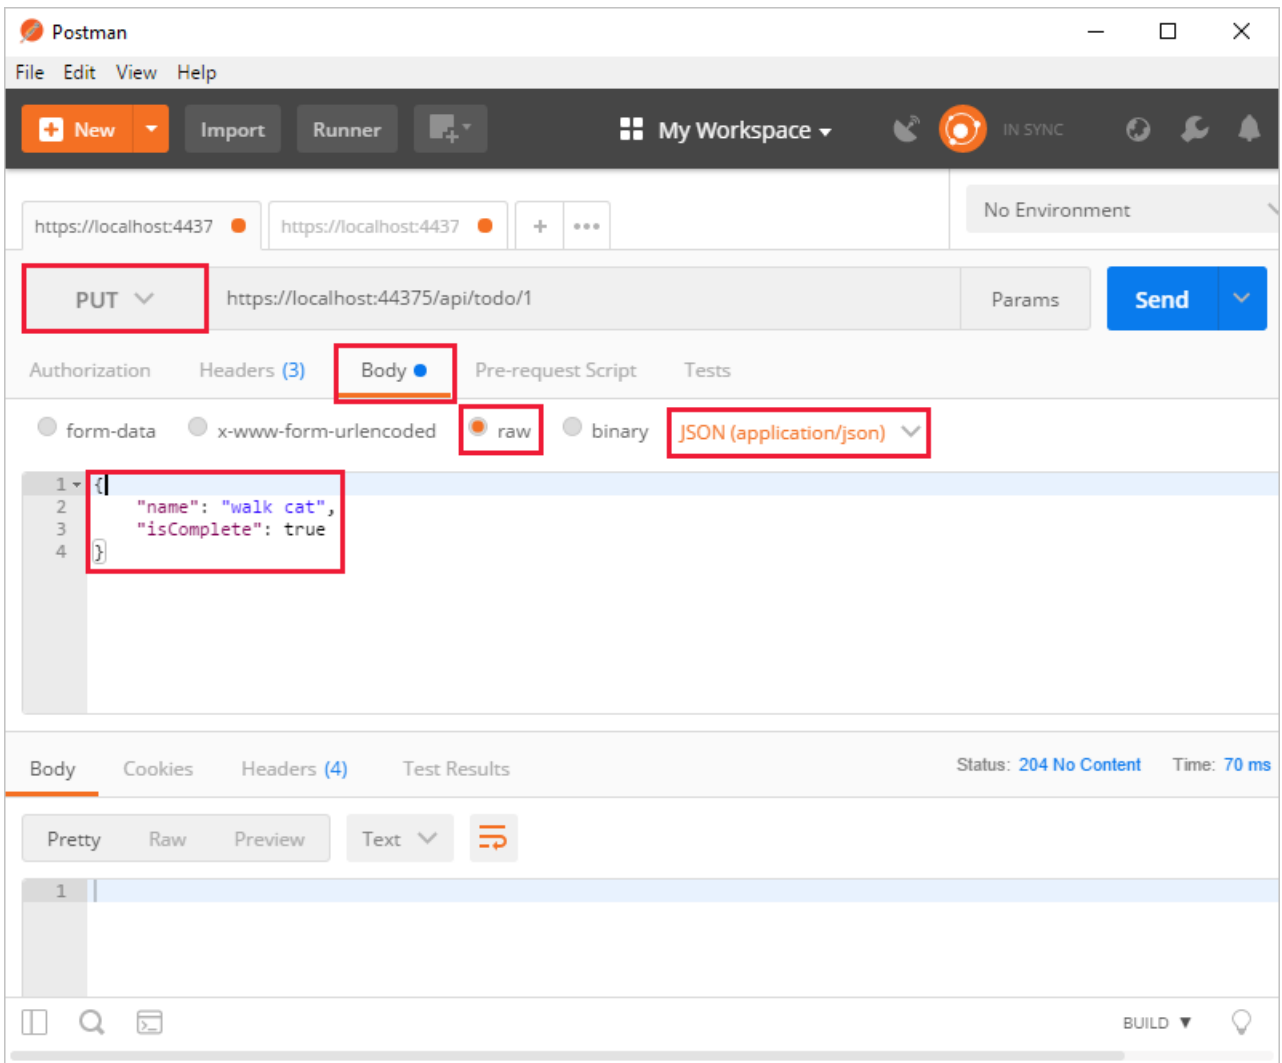 Postman
File Edit View Help
New Import Runner My Workspace IN SYNC
https://localhost:4437 https://localhost:4437 + ••• No Environment
PUT https://localhost:44375/api/todo/1 Params Send
Authorization Headers (3) Body Pre-request Script Tests
form-data x-www-form-urlencoded raw binary JSON (application/json)
1 {
2 "name": "walk cat",
3 "isComplete": true
4 }
Body Cookies Headers (4) Test Results Status: 204 No Content Time: 70 ms
Pretty Raw Preview Text
1
BUILD